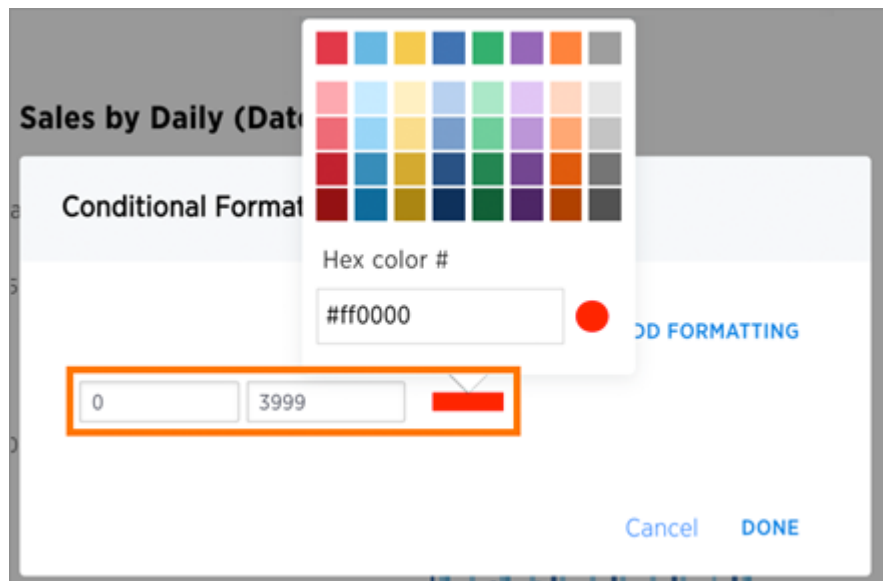 Sales by Daily (Dat
Conditional Format
Hex color #
#ff0000
DD FORMATTING
0
3999
Cancel
DONE